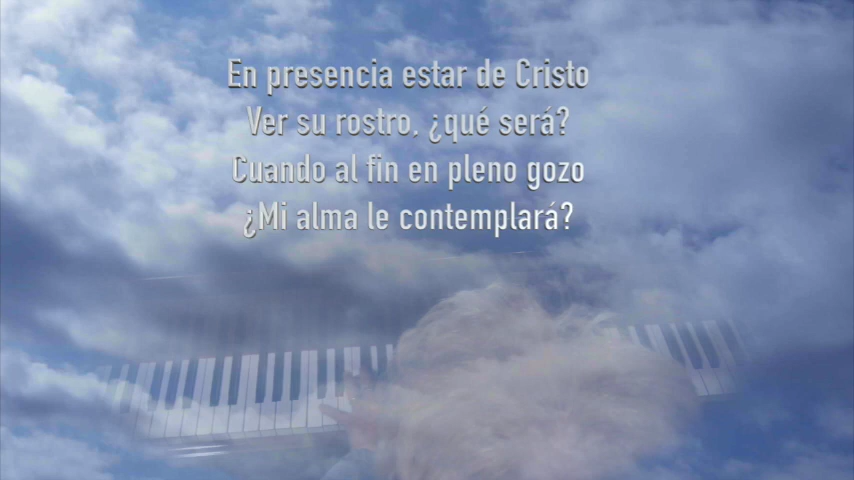 En presencia estar de Cristo
Ver su rostro, ¿qué será?
Cuando al fin en pleno gozo
¿Mi alma le contemplará?